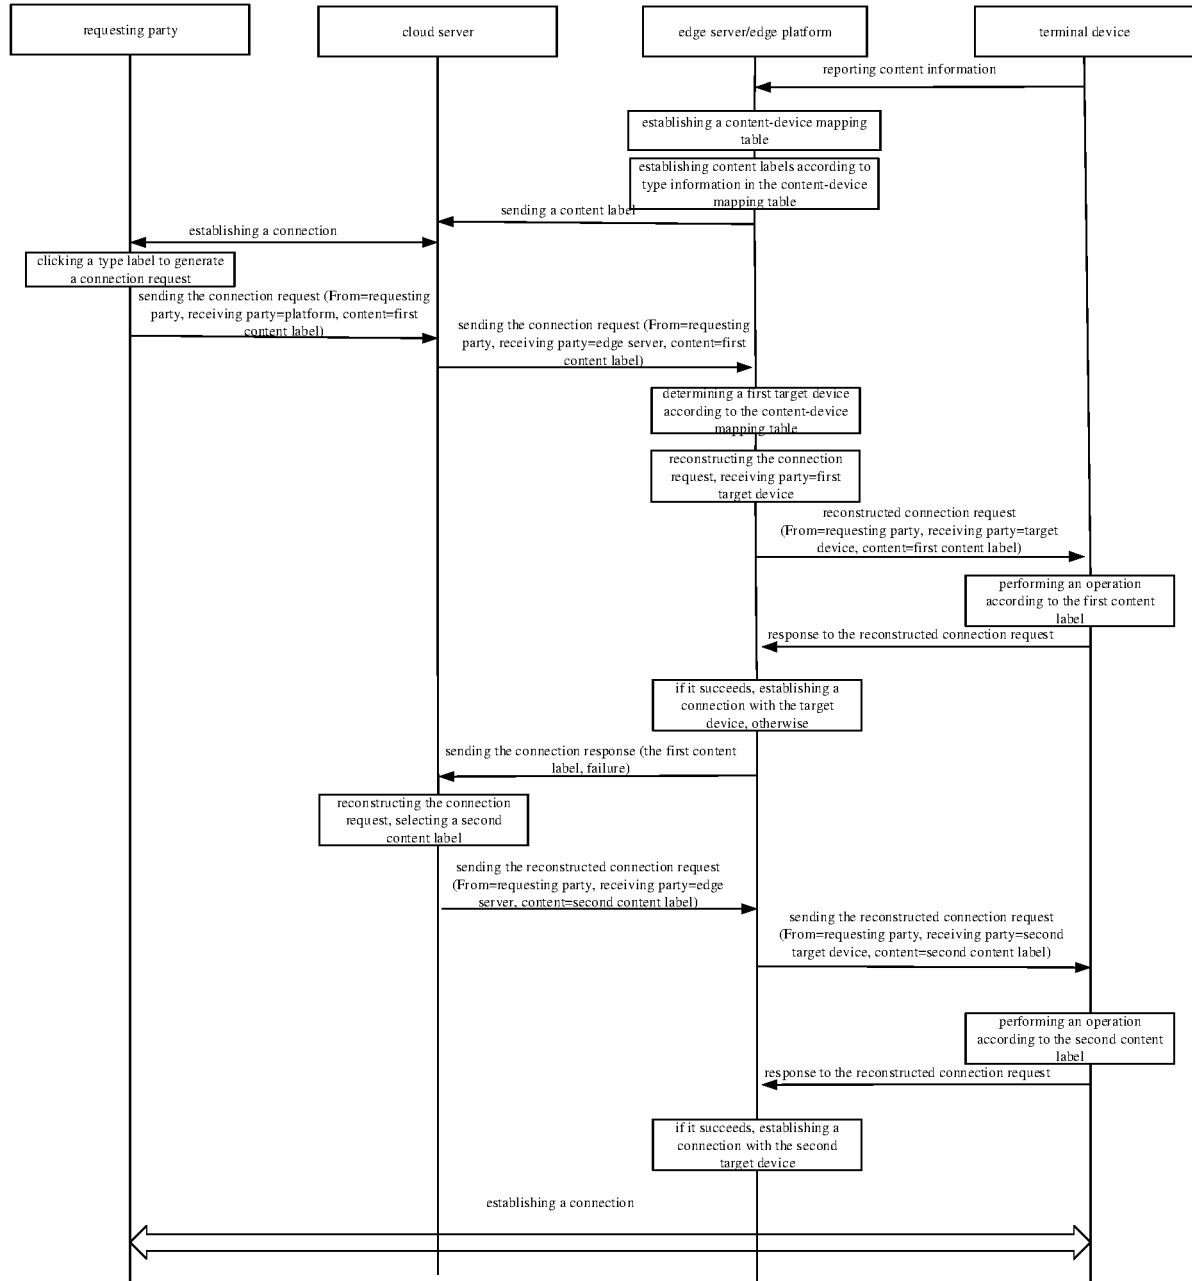 requesting party
cloud server
edge server/edge platform
terminal device
reporting content information
establishing a content-device mapping
table
establishing content labels according to
type information in the content-device
mapping table
sending a content label
establishing a connection
clicking a type label to generate
a connection request
sending the connection request (From=requesting
party, receiving party=platform, content=first
content label)
sending the connection request (From=requesting
party, receiving party=edge server, content=first
content label)
determining a first target device
according to the content-device
mapping table
reconstructing the connection
request, receiving party=first
target device
reconstructed connection request
(From=requesting party, receiving party=target
device, content=first content label)
performing an operation
according to the first content
label
response to the reconstructed connection request
if it succeeds, establishing a
connection with the target
device, otherwise
sending the connection response (the first content
label, failure)
reconstructing the connection
request, selecting a second
content label
sending the reconstructed connection request
(From=requesting party, receiving party=edge
server, content=second content label)
sending the reconstructed connection request
(From=requesting party, receiving party=second
target device, content=second content label)
performing an operation
according to the second content
label
response to the reconstructed connection request
if it succeeds, establishing a
connection with the second
target device
establishing a connection